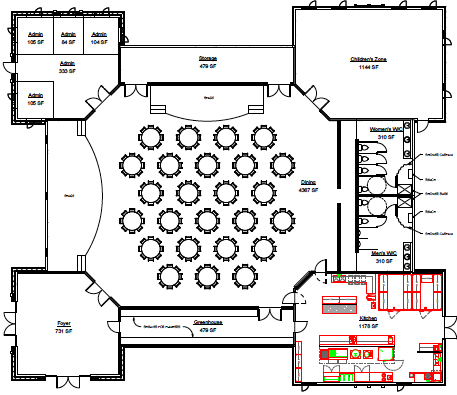 Admin
105 SF
Admin
84 SF
Admin
104 SF
Admin
333 SF
Admin
105 SF
Storage
479 SF
Children's Zone
1144 SF
Women's WC
310 SF
Dining
4367 SF
Men's WC
310 SF
Foyer
731 SF
Greenhouse
479 SF
Kitchen
1178 SF